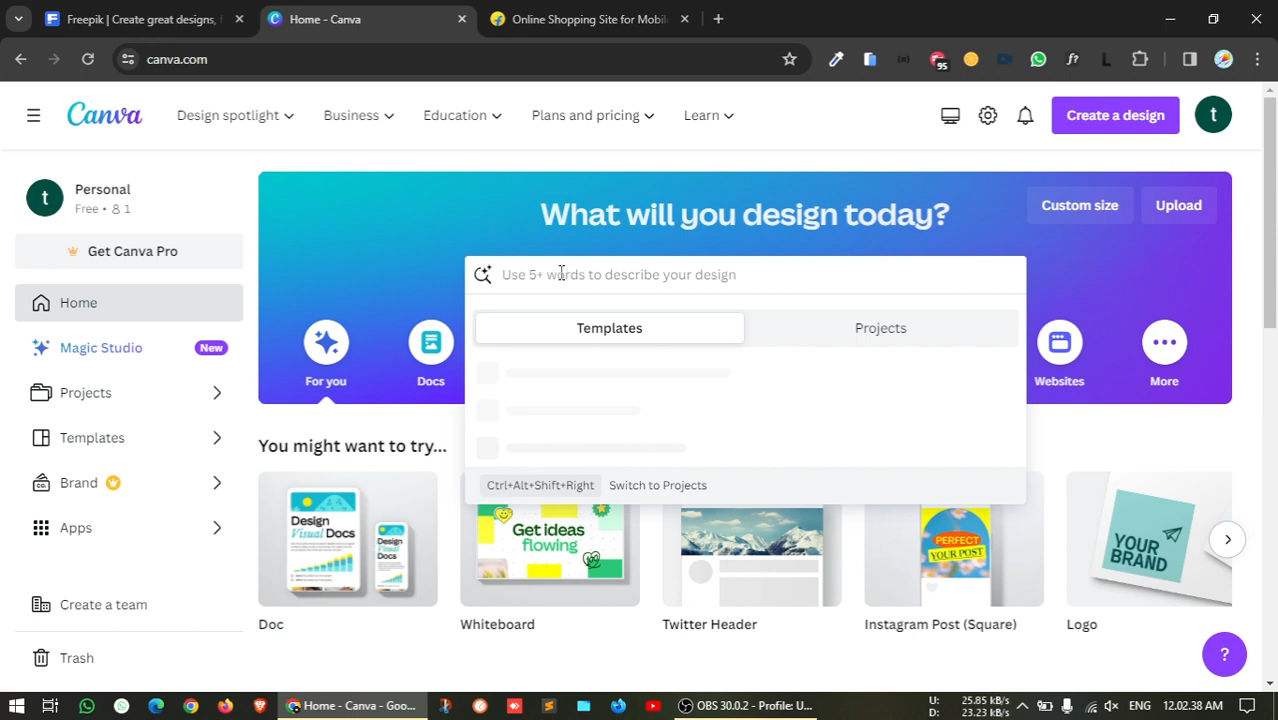 Freepik | Create great designs, f
Home - Canva
Online Shopping Site for Mobil
canva.com
95
f?
L
Canva
Design spotlight
Business
Education
Plans and pricing
Learn
Create a design
t
t
Personal
Free • 1
Get Canva Pro
Home
Magic Studio
New
Projects
Templates
Brand
Apps
Create a team
Trash
What will you design today?
Custom size
Upload
Use 5+ words to describe your design
Templates
Projects
Ctrl+Alt+Shift+Right
Switch to Projects
For you
Docs
Websites
More
You might want to try...
Design
Visual Docs
Design
Visual Docs
Get ideas
flowing
PERFECT
YOUR POST
YOUR
BRAND
Doc
Whiteboard
Twitter Header
Instagram Post (Square)
Logo
?
Home - Canva - Goo...
OBS 30.0.2 - Profile: U...
U: 25.85 kB/s
D: 23.23 kB/s
ENG
12.02.38 AM